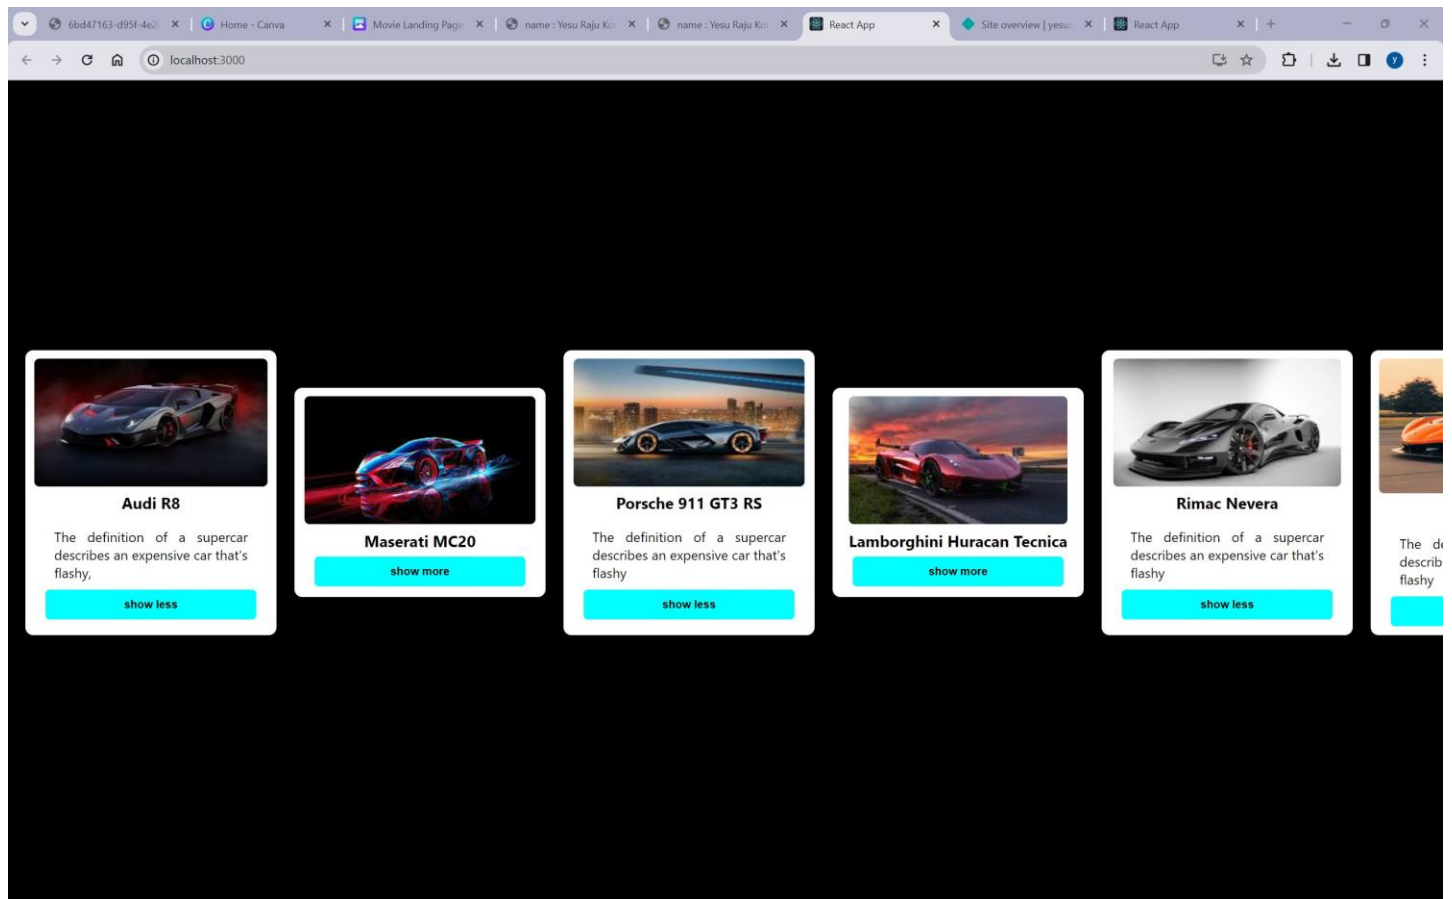 6bd47163-d95f-4e2
Home - Canva
Movie Landing Page
name : Yesu Raju Ko
name : Yesu Raju Ko
React App
Site overview | yesu
React App
localhost:3000
y
Audi R8
The definition of a supercar
describes an expensive car that's
flashy,
show less
Maserati MC20
show more
Porsche 911 GT3 RS
The definition of a supercar
describes an expensive car that's
flashy
show less
Lamborghini Huracan Tecnica
show more
Rimac Nevera
The definition of a supercar
describes an expensive car that's
flashy
show less
The de
describ
flashy